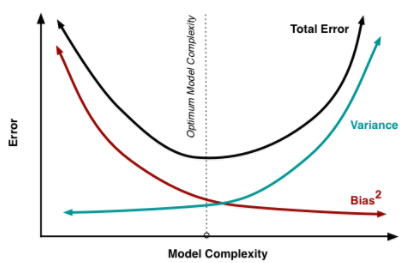 Total Error
Optimum Model Complexity
Variance
Error
Bias²
Model Complexity